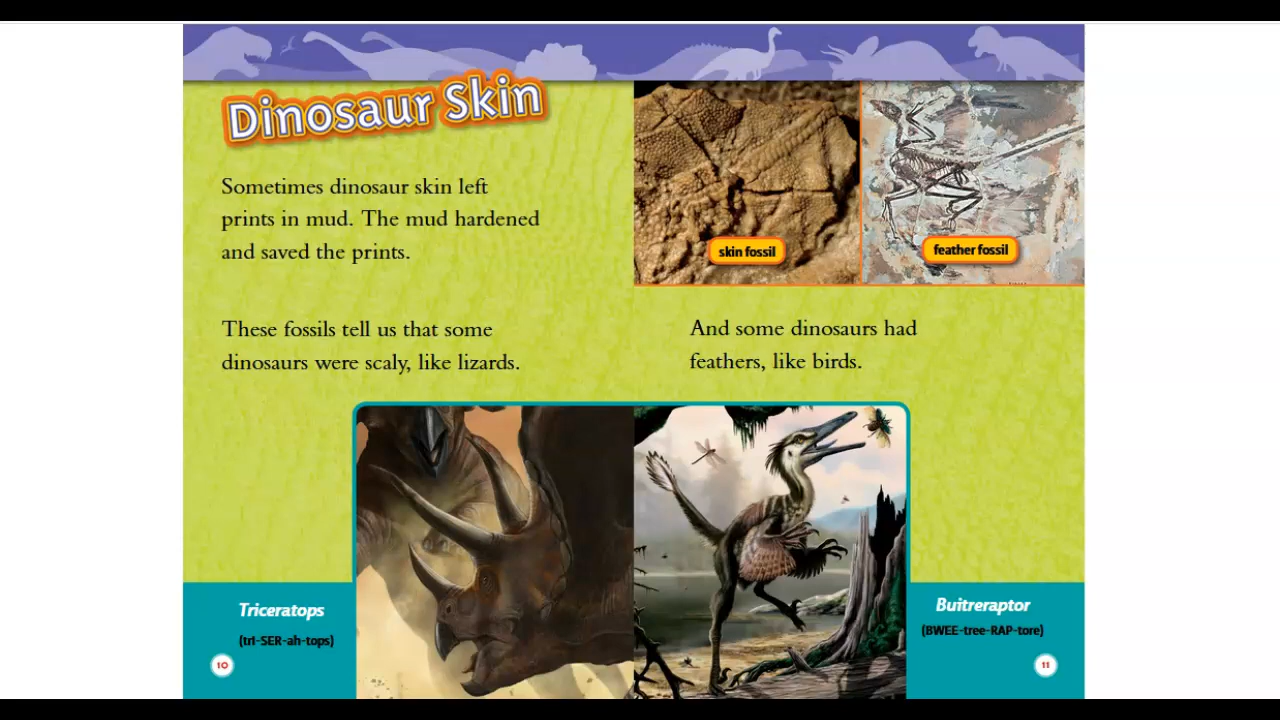 Dinosaur Skin
Sometimes dinosaur skin left
prints in mud. The mud hardened
and saved the prints.
These fossils tell us that some
dinosaurs were scaly, like lizards.
Triceratops
(trI-SER-ah-tops)
10
skin fossil
feather fossil
And some dinosaurs had
feathers, like birds.
Buitreraptor
(BWEE-tree-RAP-tore)
11